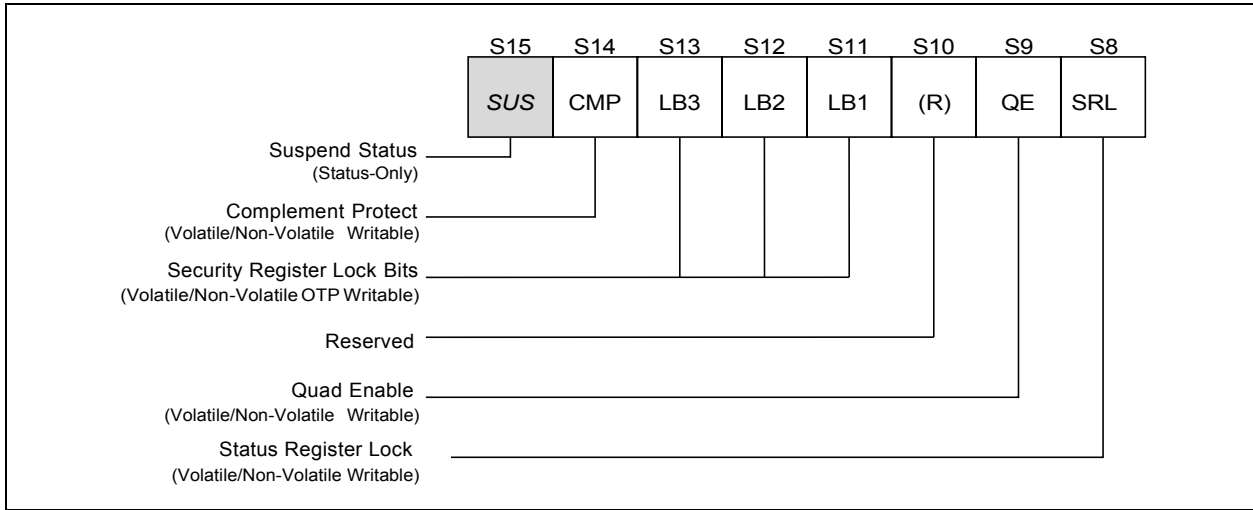 S15 S14 S13 S12 S11 S10 S9 S8
SUS CMP LB3 LB2 LB1 (R) QE SRL
Suspend Status
(Status-Only)
Complement Protect
(Volatile/Non-Volatile Writable)
Security Register Lock Bits
(Volatile/Non-Volatile OTP Writable)
Reserved
Quad Enable
(Volatile/Non-Volatile Writable)
Status Register Lock
(Volatile/Non-Volatile Writable)